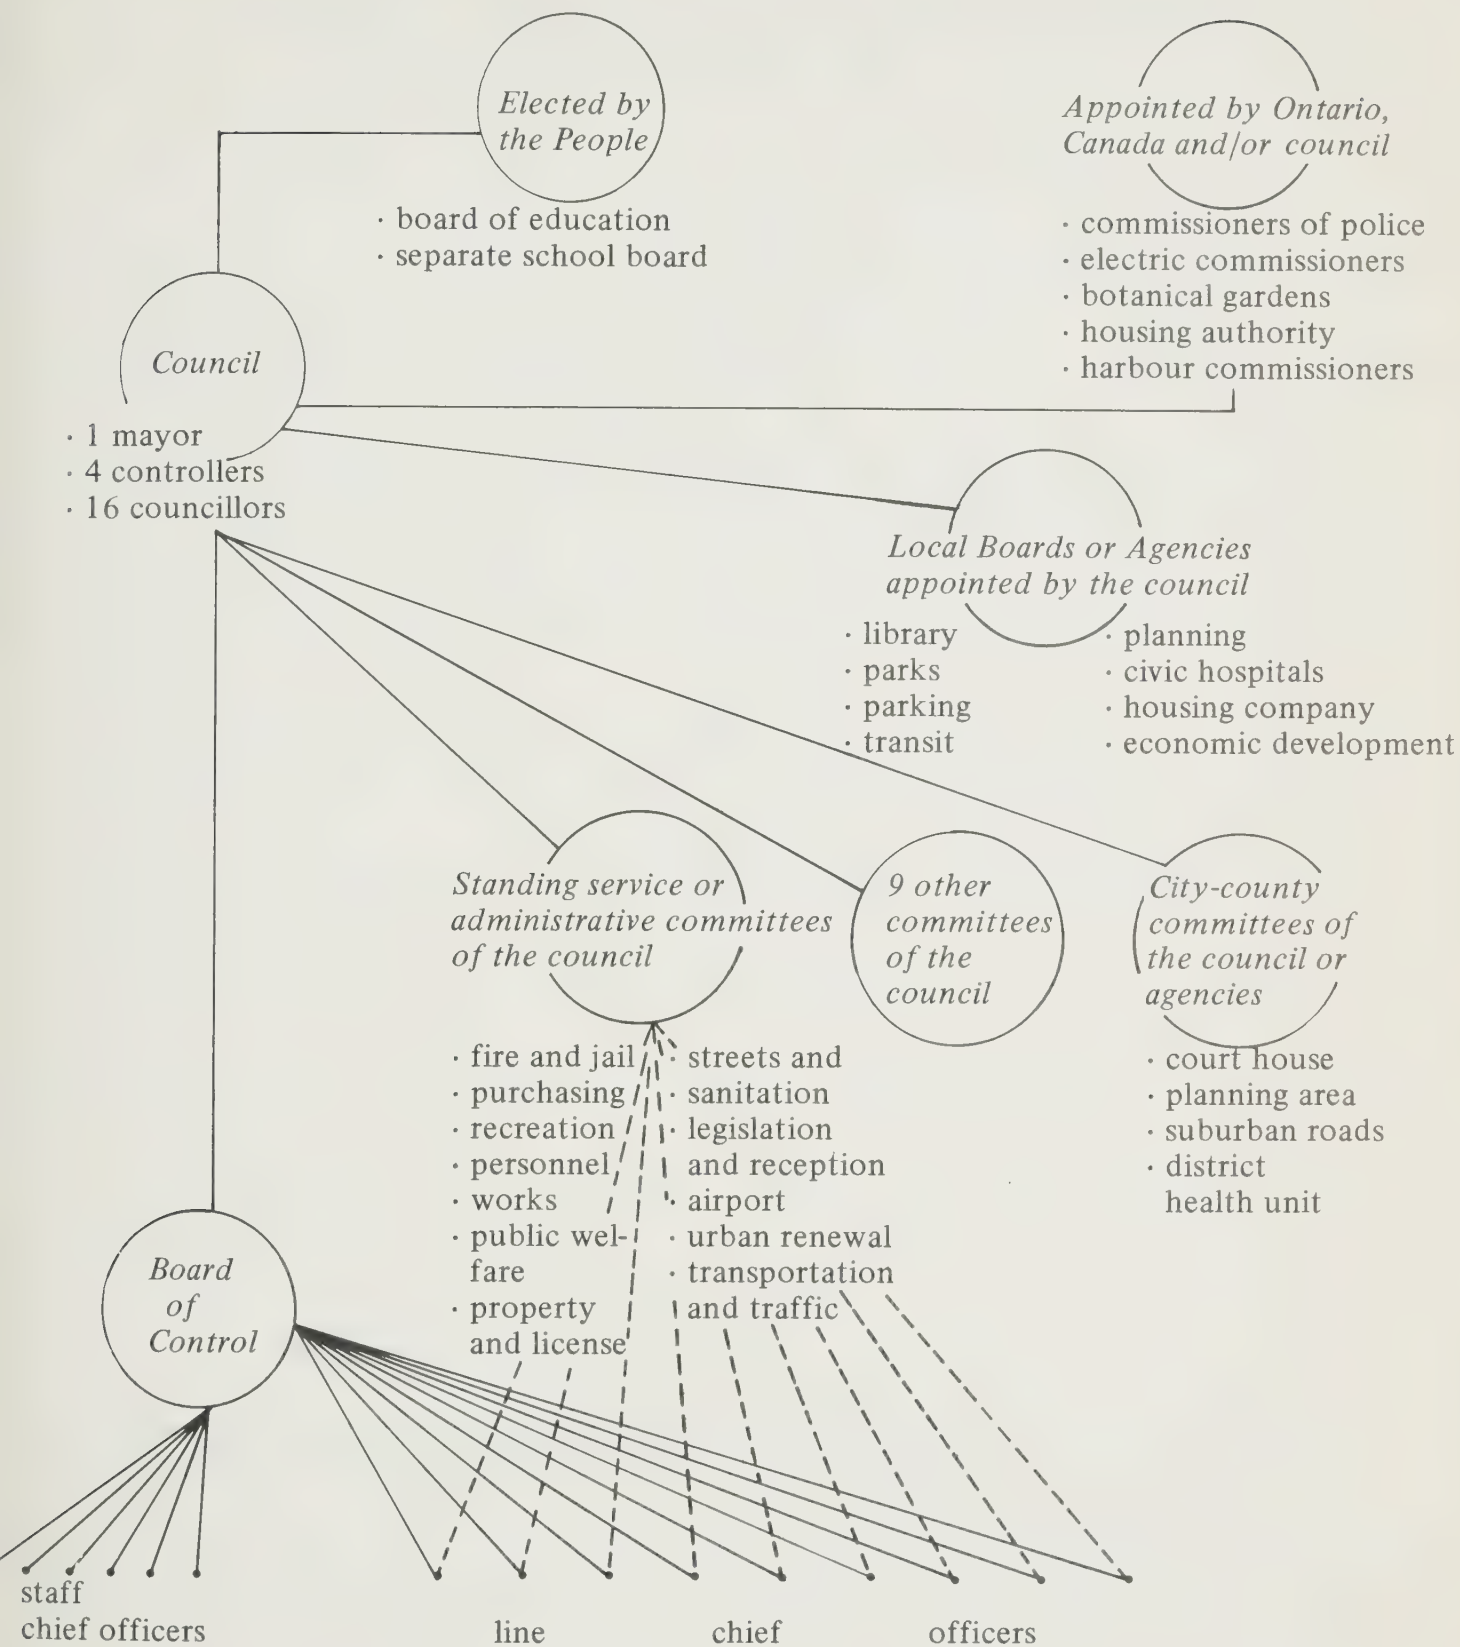 Elected by
the People
· board of education
· separate school board
Appointed by Ontario,
Canada and/or council
· commissioners of police
· electric commissioners
· botanical gardens
· housing authority
· harbour commissioners
Council
· 1 mayor
· 4 controllers
· 16 councillors
Local Boards or Agencies
appointed by the council
· library
· parks
· parking
· transit
· planning
· civic hospitals
· housing company
· economic development
Standing service or
administrative committees
of the council
· fire and jail
· purchasing
· recreation
· personnel
· works
· public wel-
fare
· property
and license
· streets and
· sanitation
· legislation
and reception
· airport
· urban renewal
· transportation
and traffic
9 other
committees
of the
council
City-county
committees of
the council or
agencies
· court house
· planning area
· suburban roads
· district
health unit
Board
of
Control
staff
chief officers
line chief officers